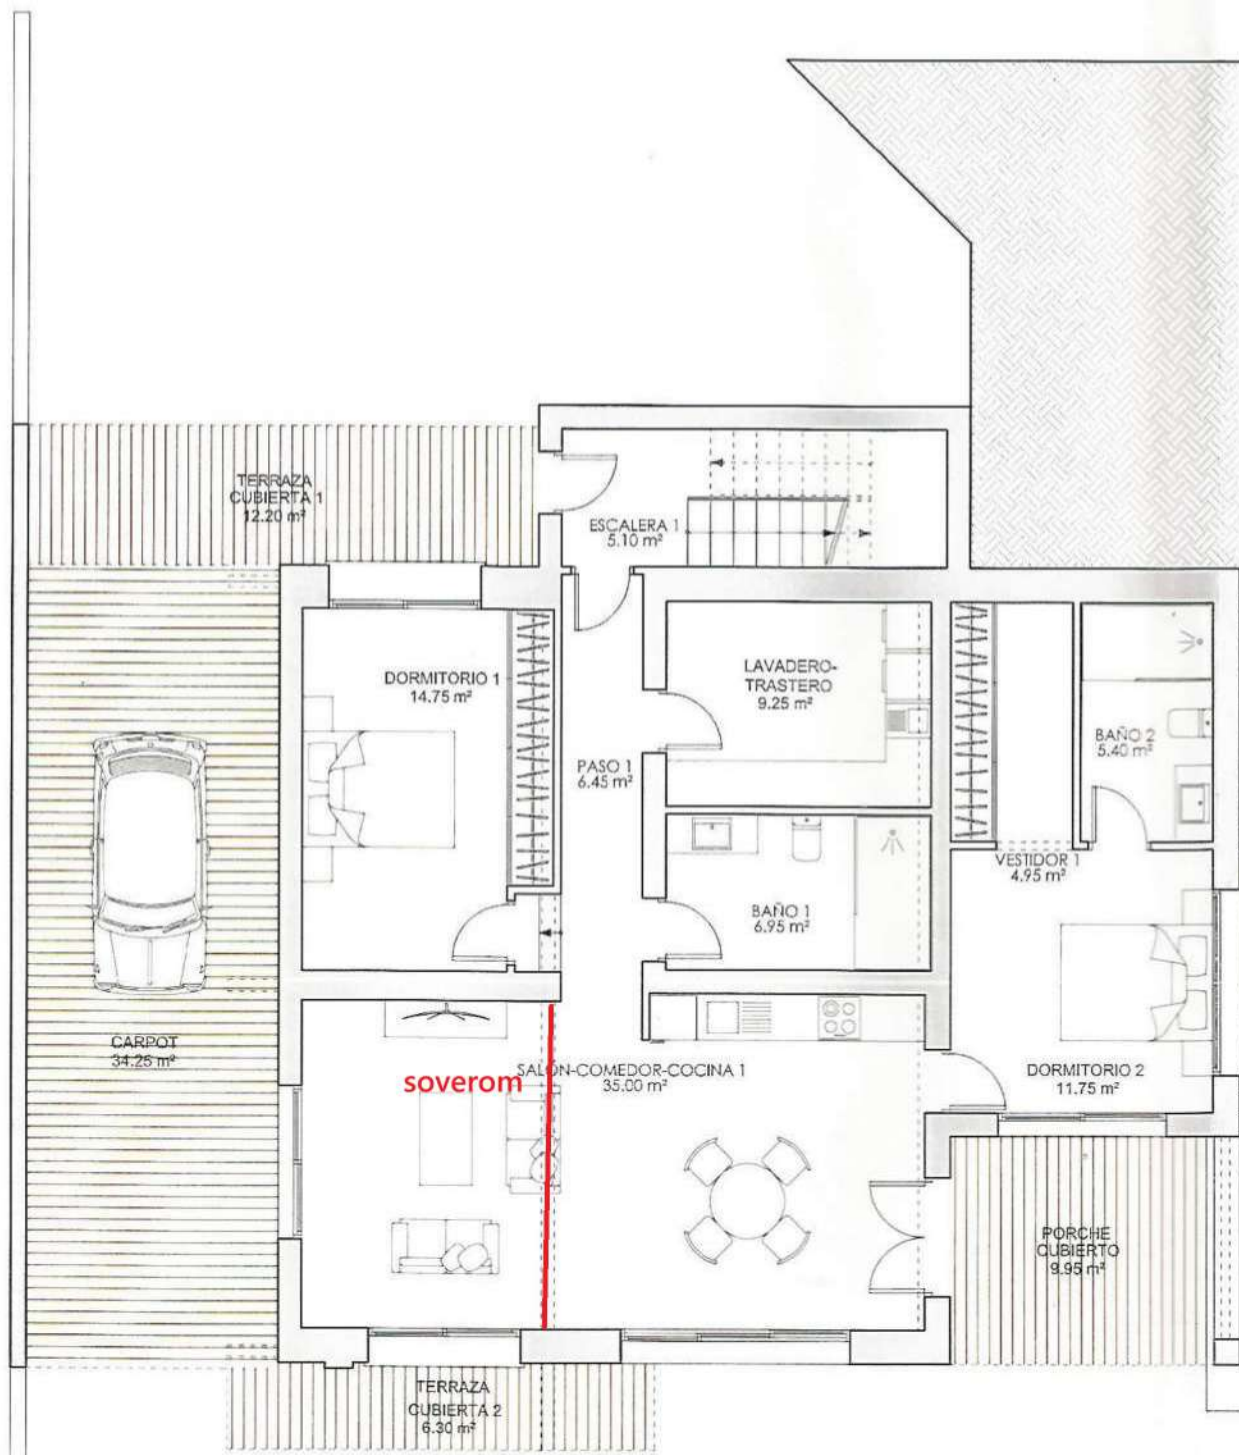 TERRAZA
CUBIERTA 1
12.20 m²
ESCALERA 1
5.10 m²
DORMITORIO 1
14.75 m²
LAVADERO-
TRASTERO
9.25 m²
BAÑO 2
5.40 m²
PASO 1
6.45 m²
VESTIDOR 1
4.95 m²
BAÑO 1
6.95 m²
CARPOT
34.25 m²
SALÓN-COMEDOR-COCINA 1
35.00 m²
soverom
DORMITORIO 2
11.75 m²
PORCHE
CUBIERTO
9.95 m²
TERRAZA
CUBIERTA 2
6.30 m²